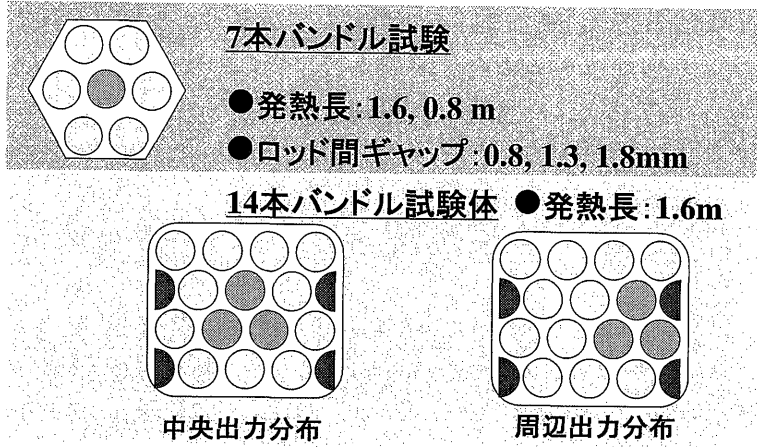 7本バンドル試験
●発熱長:1.6, 0.8 m
●ロッド間ギャップ:0.8, 1.3, 1.8mm
14本バンドル試験体 ●発熱長:1.6m
中央出力分布 周辺出力分布